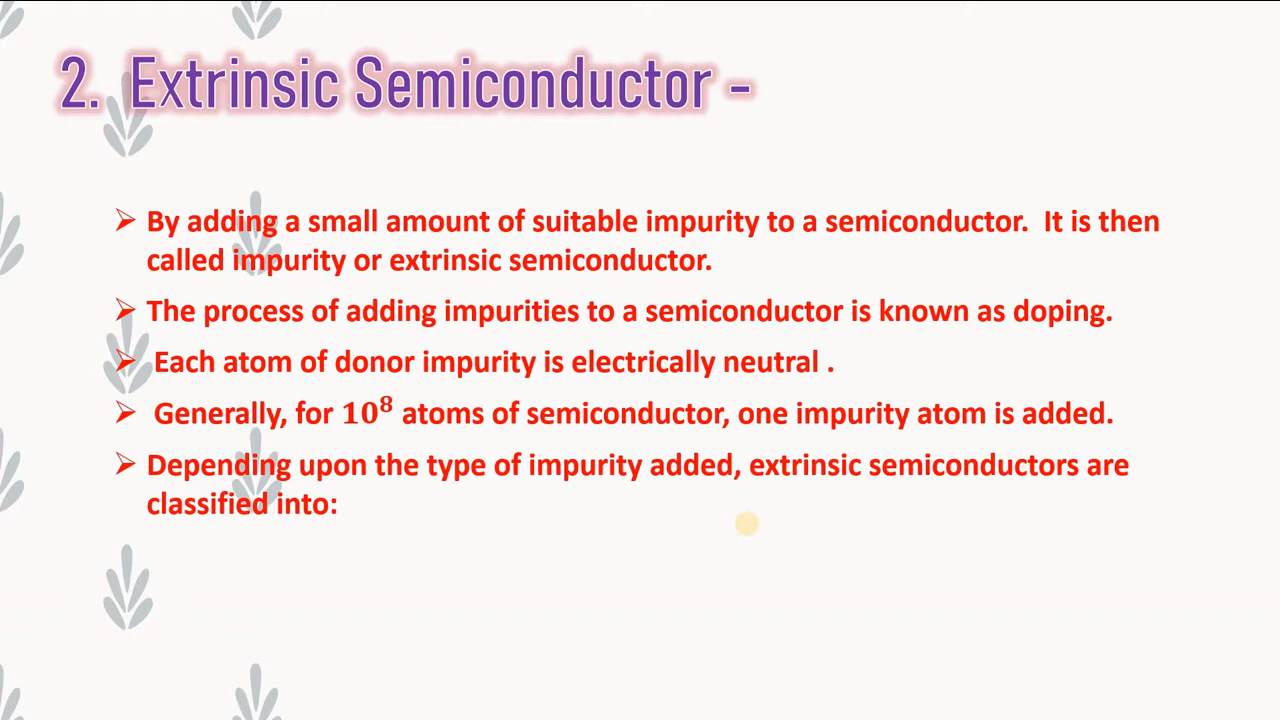 2. Extrinsic Semiconductor -
➢ By adding a small amount of suitable impurity to a semiconductor. It is then
called impurity or extrinsic semiconductor.
➢ The process of adding impurities to a semiconductor is known as doping.
➢ Each atom of donor impurity is electrically neutral .
➢ Generally, for 10⁸ atoms of semiconductor, one impurity atom is added.
➢ Depending upon the type of impurity added, extrinsic semiconductors are
classified into: